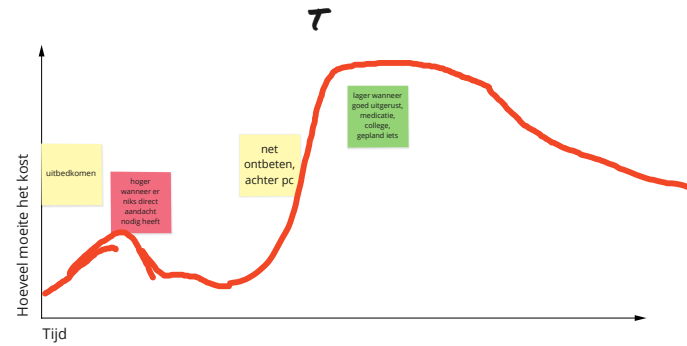 T
uitbedkomen
hoger
wanneer er
niks direct
aandacht
nodig heeft
net
ontbeten,
achter pc
lager wanneer
goed uitgerust,
medicatie,
college,
gepland iets
Hoeveel moeite het kost
Tijd